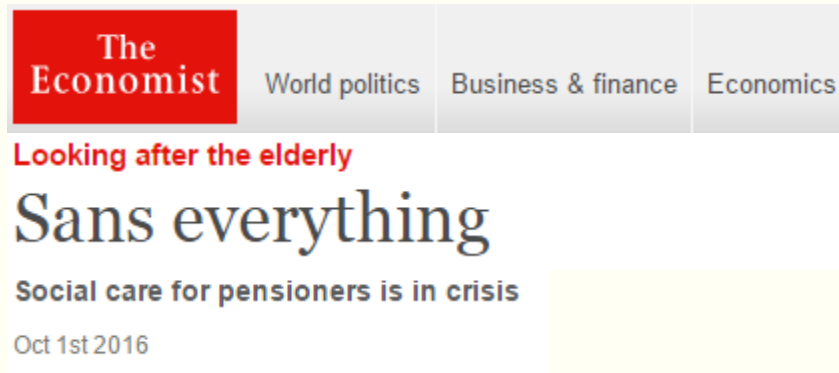 The
Economist
World politics Business & finance Economics
Looking after the elderly
Sans everything
Social care for pensioners is in crisis
Oct 1st 2016